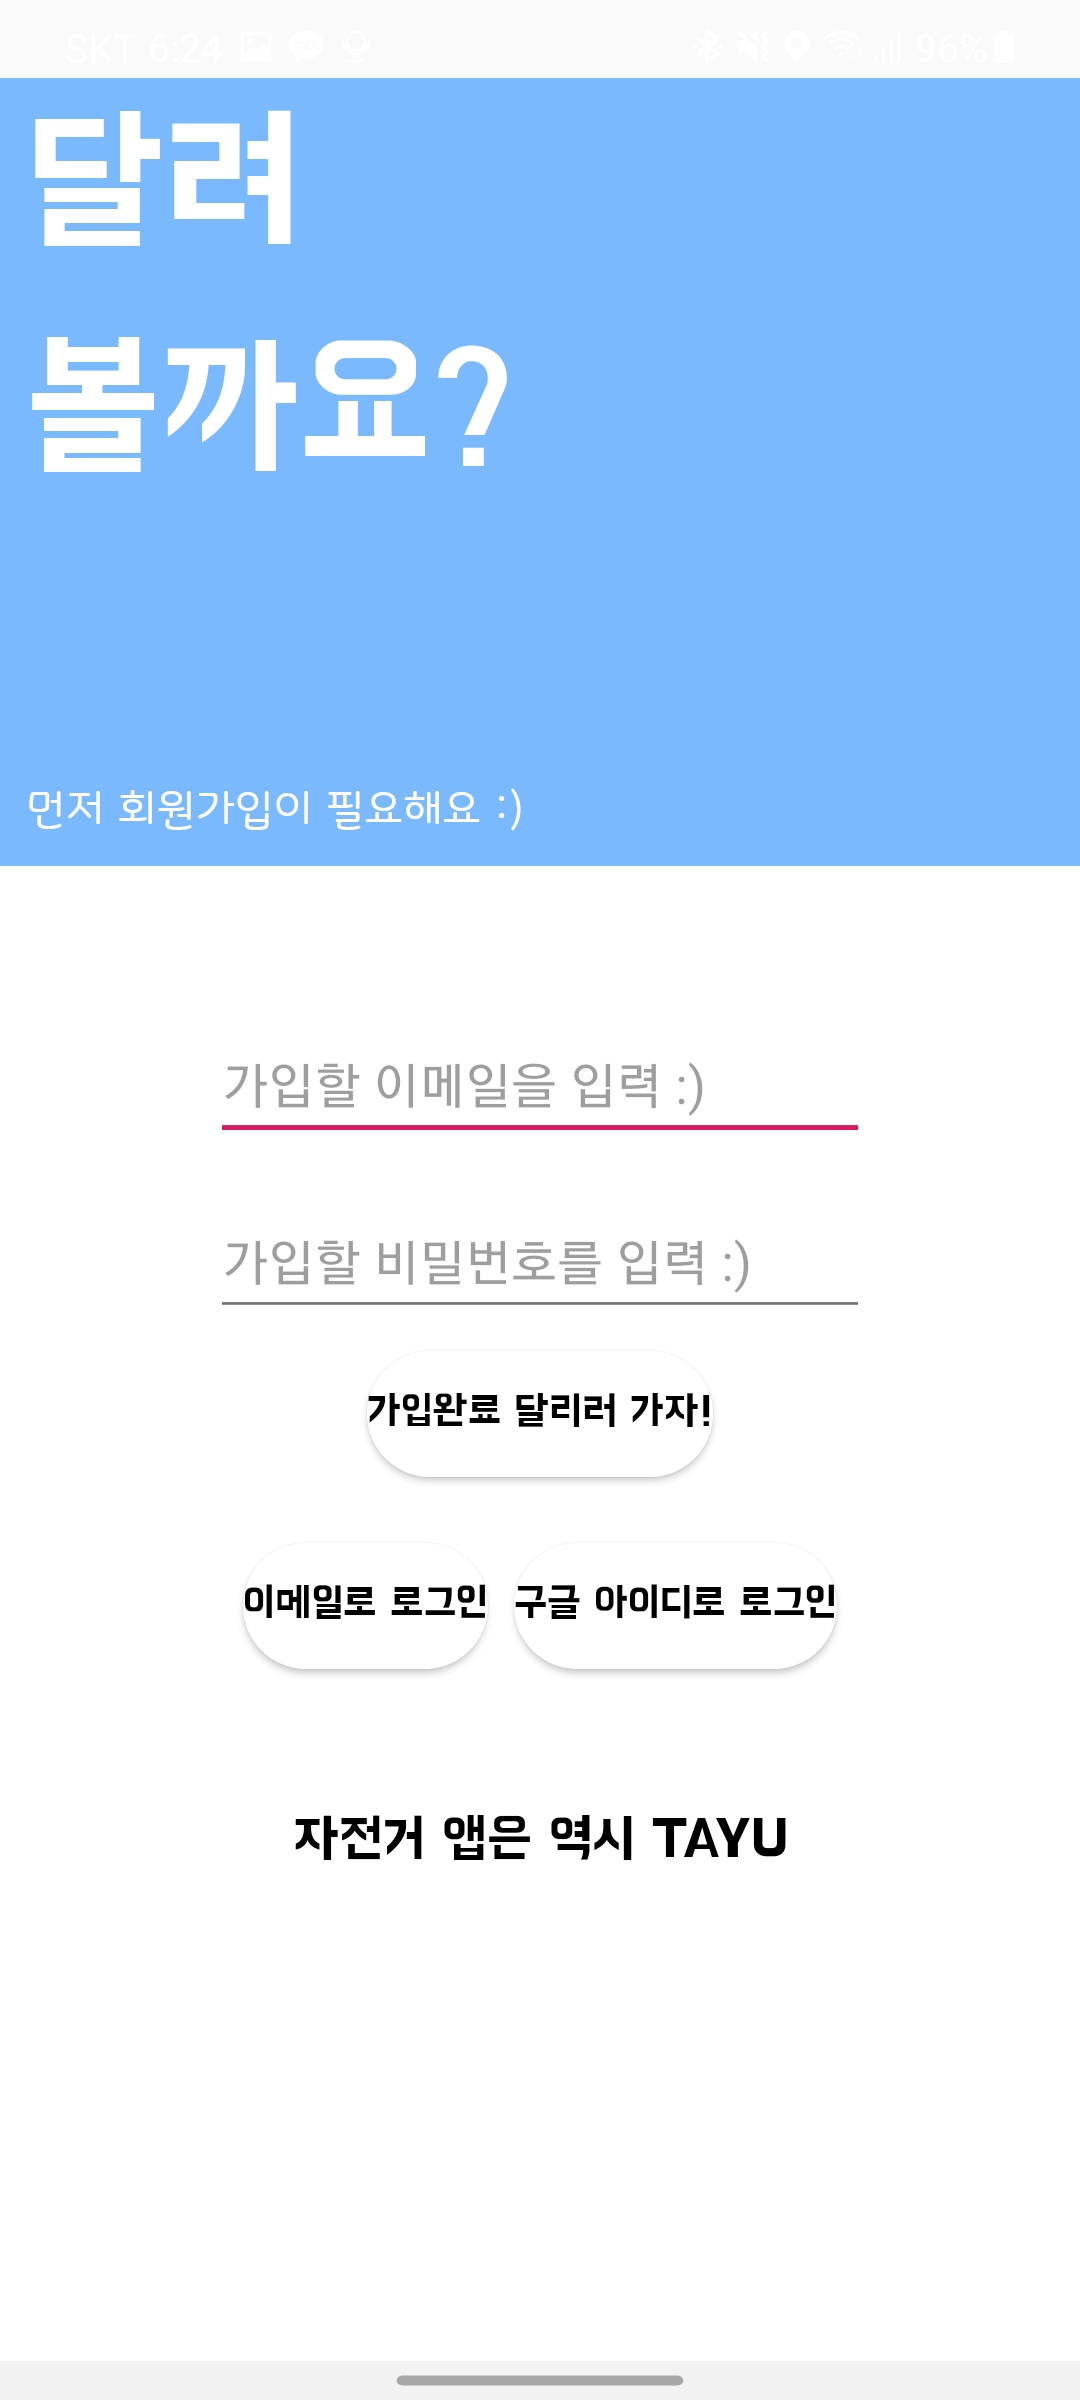 SKT 6:24 96%
달려
볼까요?
먼저 회원가입이 필요해요 :)
가입할 이메일을 입력 :)
가입할 비밀번호를 입력 :)
가입완료 달리러 가자!
이메일로 로그인 구글 아이디로 로그인
자전거 앱은 역시 TAYU